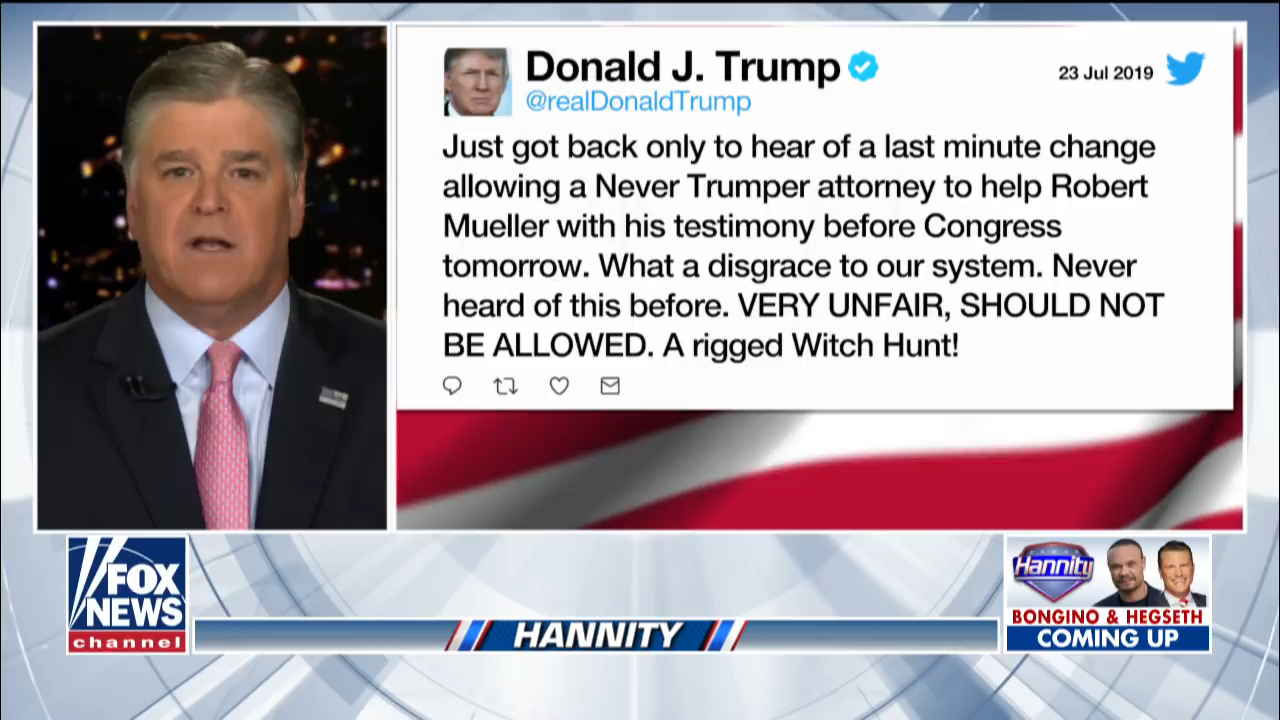 Donald J. Trump
@realDonaldTrump
23 Jul 2019
Just got back only to hear of a last minute change
allowing a Never Trumper attorney to help Robert
Mueller with his testimony before Congress
tomorrow. What a disgrace to our system. Never
heard of this before. VERY UNFAIR, SHOULD NOT
BE ALLOWED. A rigged Witch Hunt!
FOX
NEWS
channel
HANNITY
Hannity
BONGINO & HEGSETH
COMING UP